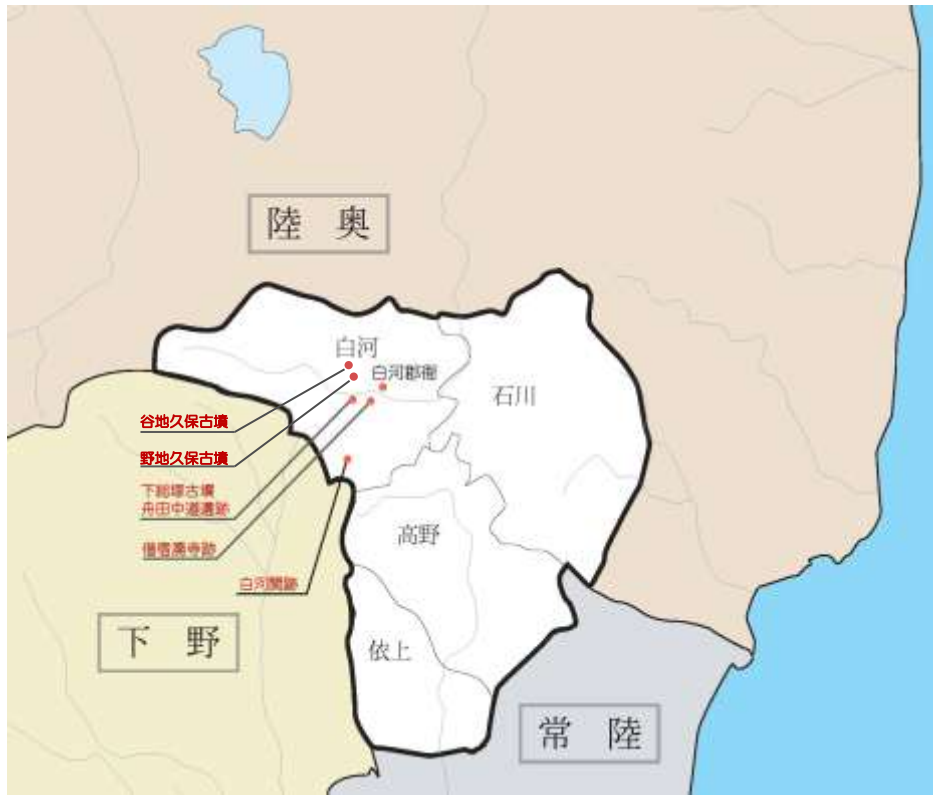 陸 奥
白河
白河郡衙
石川
谷地久保古墳
野地久保古墳
下総塚古墳
舟田中道遺跡
借宿廃寺跡
白河関跡
高野
依上
下 野
常 陸